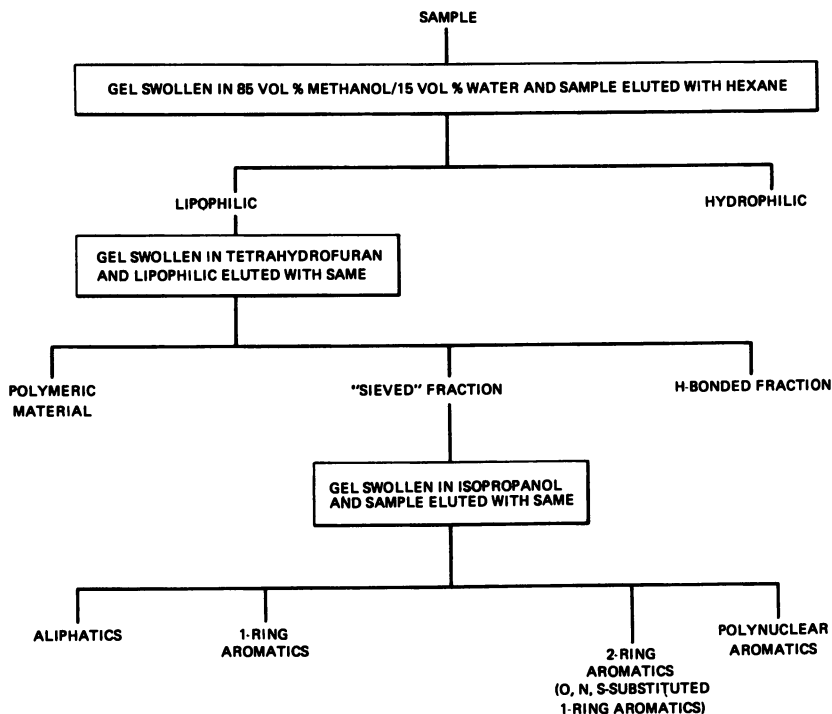 SAMPLE
GEL SWOLLEN IN 85 VOL % METHANOL/15 VOL % WATER AND SAMPLE ELUTED WITH HEXANE
LIPOPHILIC
HYDROPHILIC
GEL SWOLLEN IN TETRAHYDROFURAN
AND LIPOPHILIC ELUTED WITH SAME
POLYMERIC
MATERIAL
"SIEVED" FRACTION
H-BONDED FRACTION
GEL SWOLLEN IN ISOPROPANOL
AND SAMPLE ELUTED WITH SAME
ALIPHATICS
1-RING
AROMATICS
2-RING
AROMATICS
(O, N, S-SUBSTITUTED
1-RING AROMATICS)
POLYNUCLEAR
AROMATICS